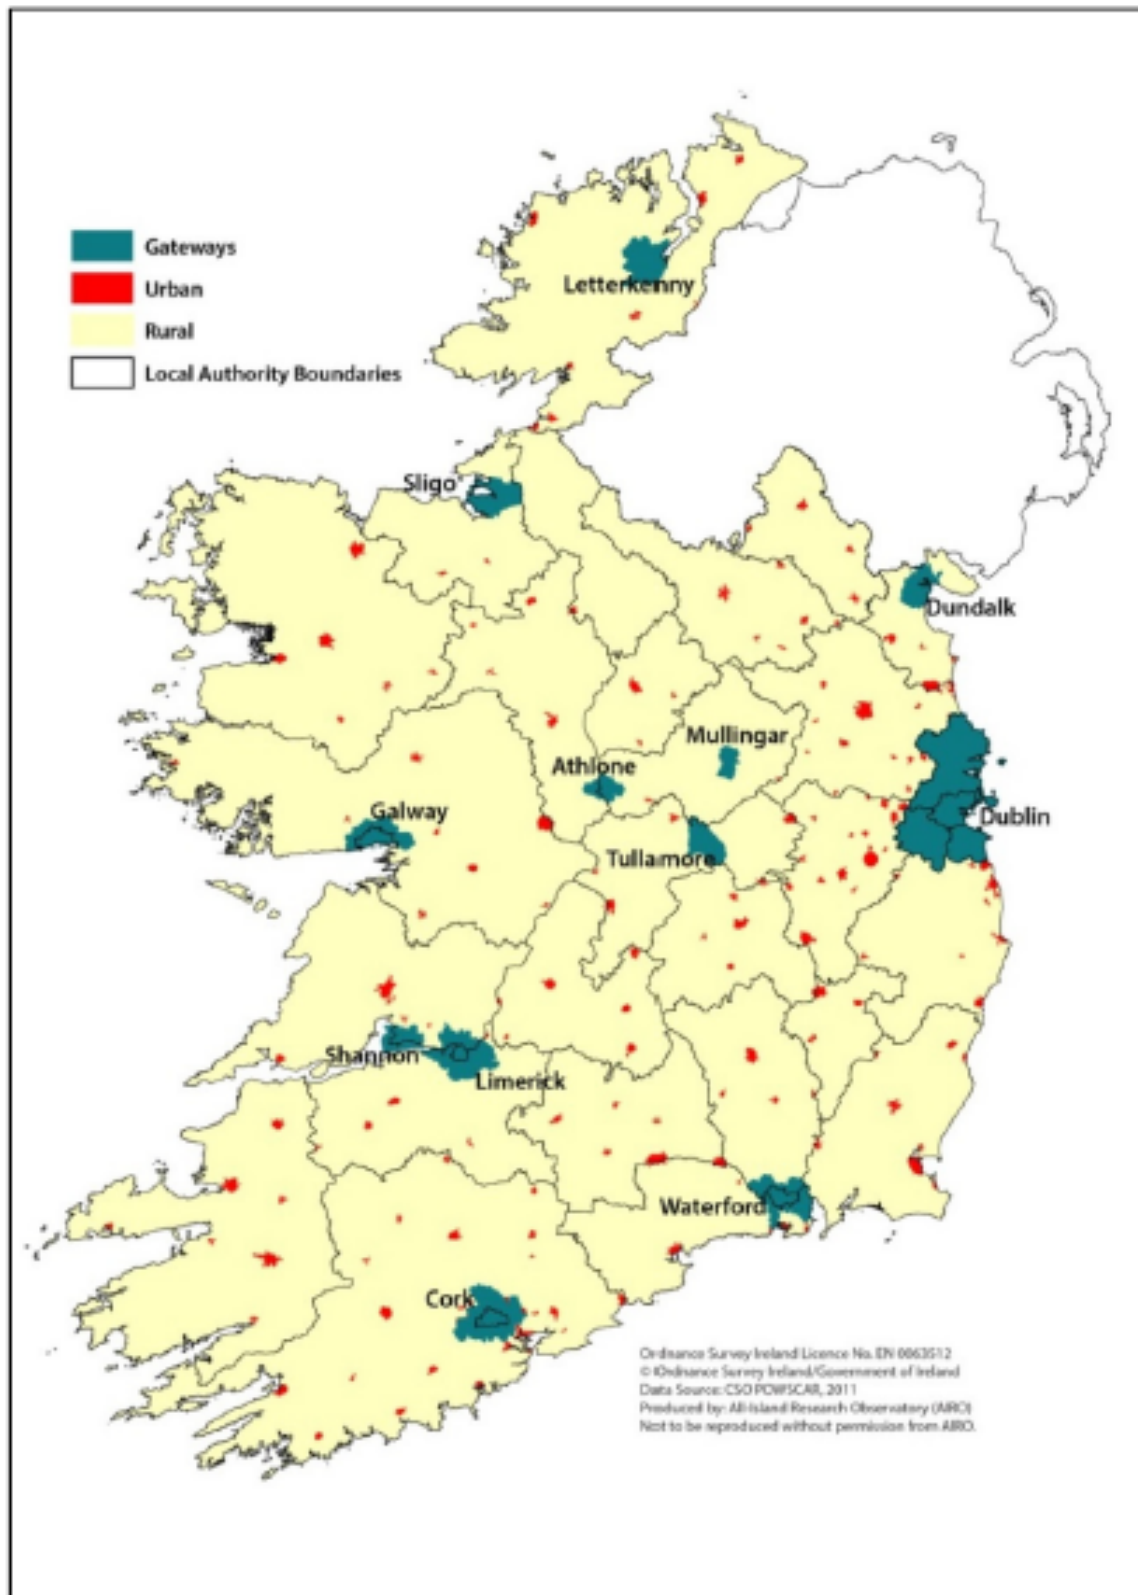 Gateways
Urban
Rural
Local Authority Boundaries
Letterkenny
Sligo
Dundalk
Mullingar
Athlone
Galway
Dublin
Tullamore
Shannon
Limerick
Waterford
Cork
Ordnance Survey Ireland Licence No. EN 0063512
© Ordnance Survey Ireland/Government of Ireland
Data Source: CSO POWSCAR, 2011
Produced by: All-Island Research Observatory (AIRO)
Not to be reproduced without permission from AIRO.